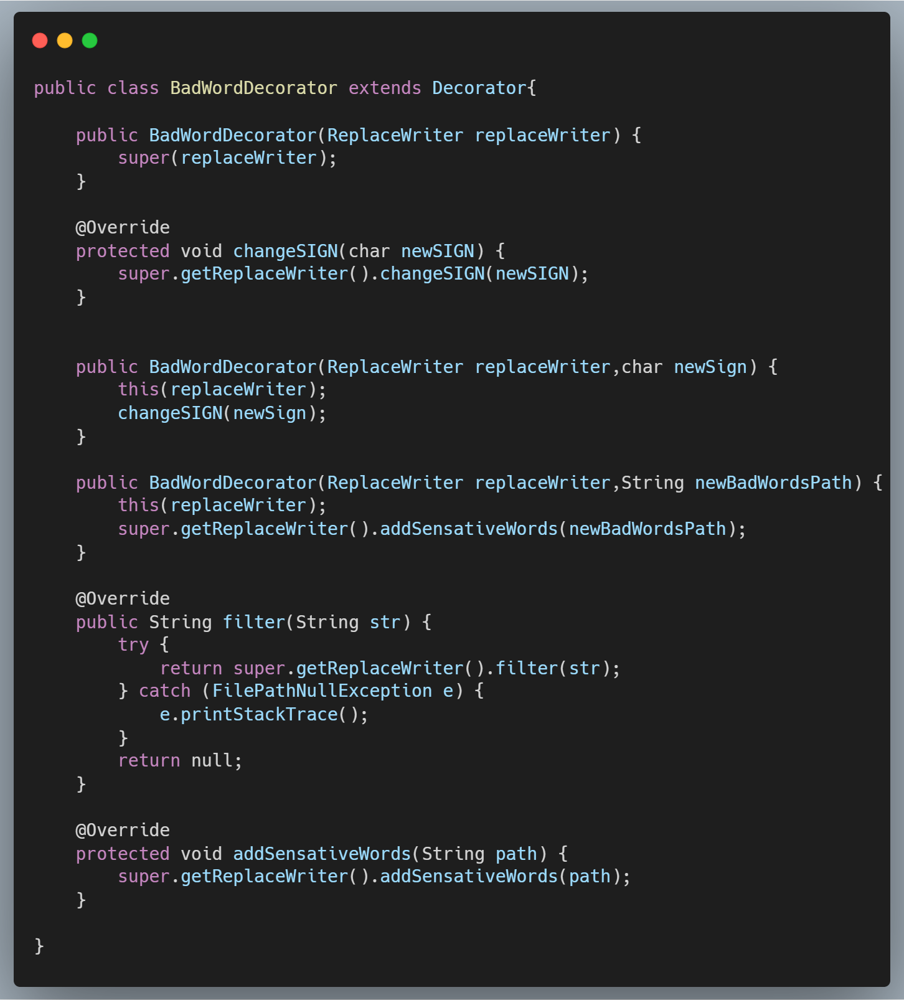 public class BadWordDecorator extends Decorator{

    public BadWordDecorator(ReplaceWriter replaceWriter) {
        super(replaceWriter);
    }

    @Override
    protected void changeSIGN(char newSIGN) {
        super.getReplaceWriter().changeSIGN(newSIGN);
    }


    public BadWordDecorator(ReplaceWriter replaceWriter,char newSign) {
        this(replaceWriter);
        changeSIGN(newSign);
    }

    public BadWordDecorator(ReplaceWriter replaceWriter,String newBadWordsPath) {
        this(replaceWriter);
        super.getReplaceWriter().addSensativeWords(newBadWordsPath);
    }

    @Override
    public String filter(String str) {
        try {
            return super.getReplaceWriter().filter(str);
        } catch (FilePathNullException e) {
            e.printStackTrace();
        }
        return null;
    }

    @Override
    protected void addSensativeWords(String path) {
        super.getReplaceWriter().addSensativeWords(path);
    }

}